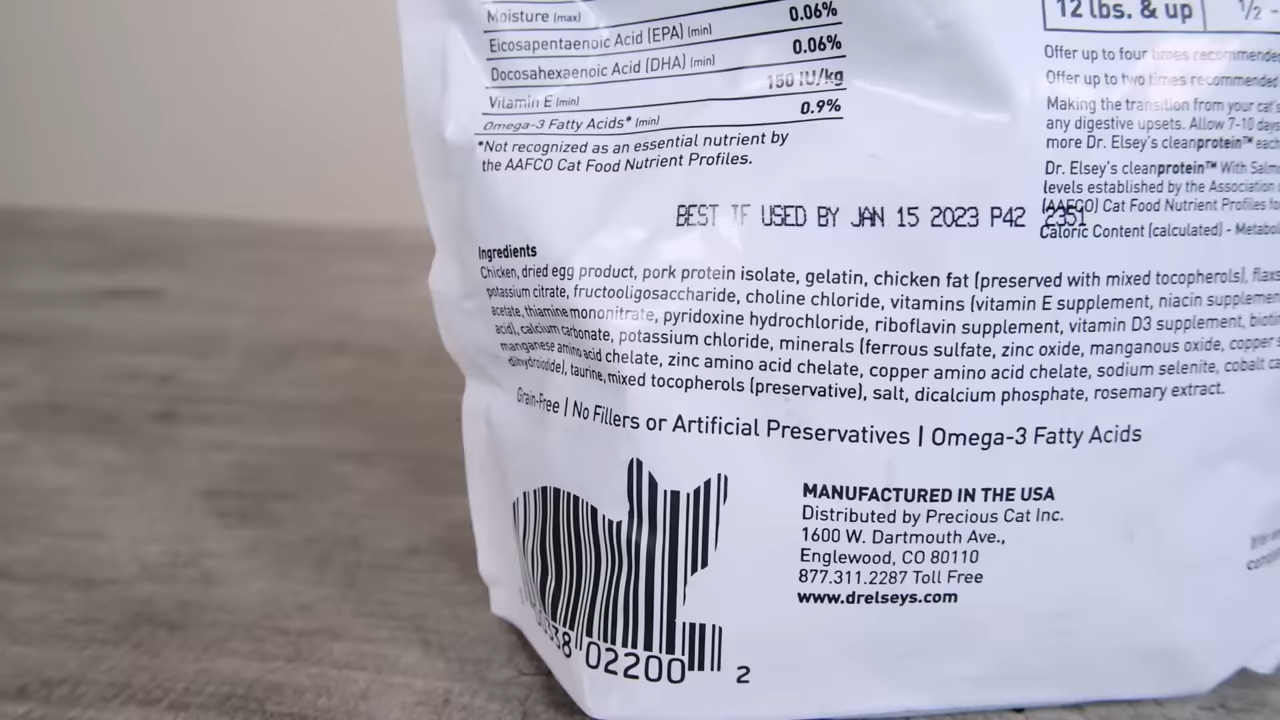 Moisture (max)
0.06%
Eicosapentaenoic Acid (EPA) (min)
0.06%
Docosahexaenoic Acid (DHA) (min)
150 IU/kg
Vitamin E (min)
0.9%
Omega-3 Fatty Acids* (min)
*Not recognized as an essential nutrient by
the AAFCO Cat Food Nutrient Profiles.
BEST IF USED BY JAN 15 2023 P42 2351
Ingredients
Chicken, dried egg product, pork protein isolate, gelatin, chicken fat (preserved with mixed tocopherols),
potassium citrate, fructooligosaccharide, choline chloride, vitamins (vitamin E supplement, niacin
acetate, thiamine mononitrate, pyridoxine hydrochloride, riboflavin supplement, vitamin D3 supplement,
acid), calcium carbonate, potassium chloride, minerals (ferrous sulfate, zinc oxide, manganous oxide, copper
manganese amino acid chelate, zinc amino acid chelate, copper amino acid chelate, sodium selenite, cobalt
dihydroiodide), taurine, mixed tocopherols (preservative), salt, dicalcium phosphate, rosemary extract.
Grain-Free | No Fillers or Artificial Preservatives | Omega-3 Fatty Acids
MANUFACTURED IN THE USA
Distributed by Precious Cat Inc.
1600 W. Dartmouth Ave.,
Englewood, CO 80110
877.311.2287 Toll Free
www.drelseys.com
02200 2
12 lbs. & up ½ -
Offer up to four times
Offer up to two times
Making the transition from your cat's
any digestive upsets. Allow 7-10
more Dr. Elsey's cleanprotein™ each
Dr. Elsey's cleanprotein™ With
levels established by the Association
(AAFCO) Cat Food Nutrient Profiles
Caloric Content (calculated) -